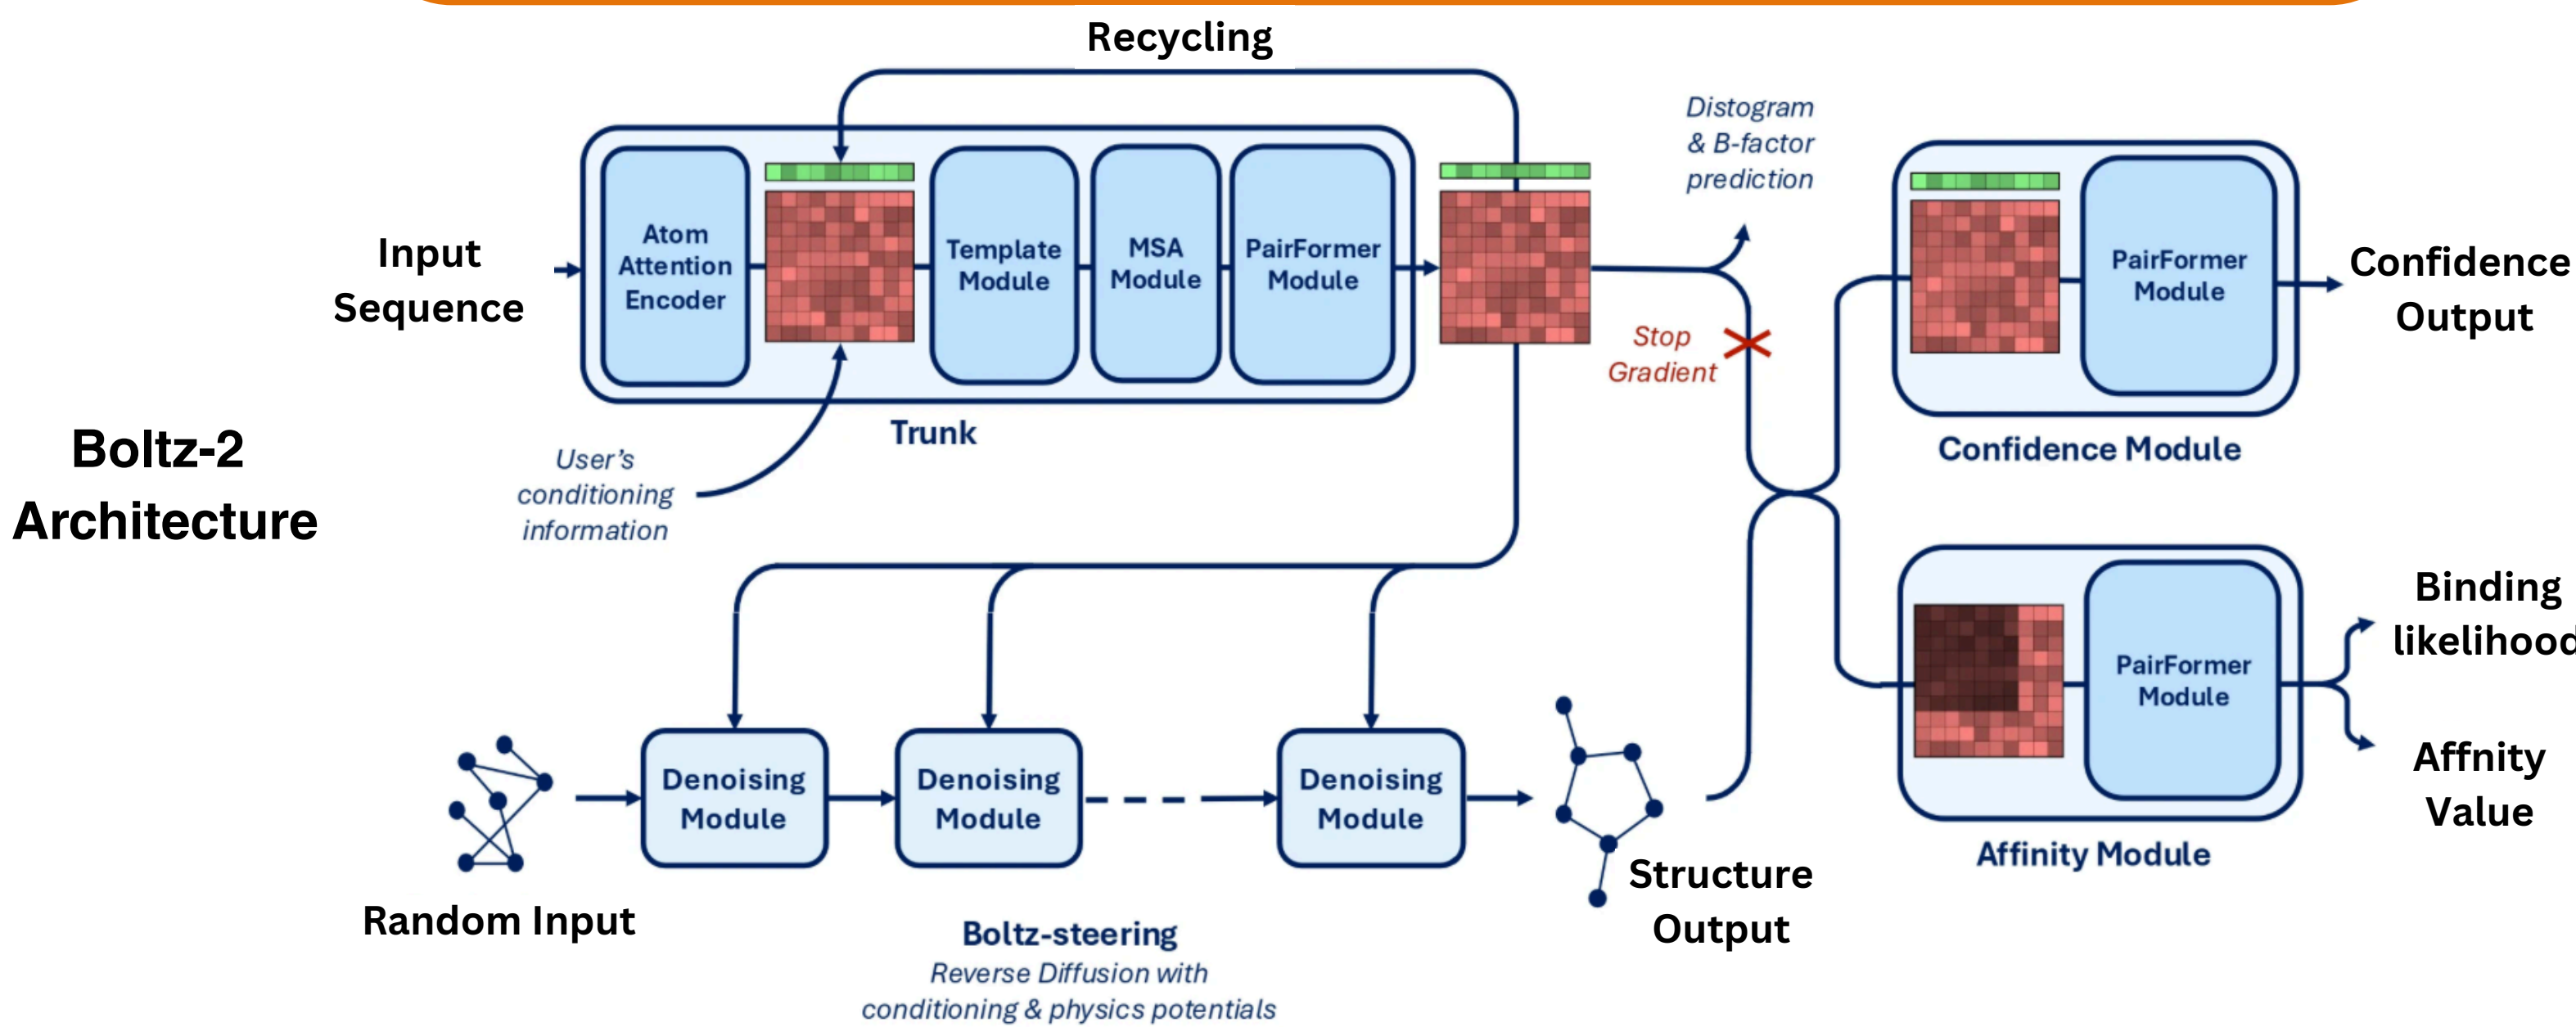 Recycling
Distogram
& B-factor
prediction
Input
Sequence
Atom
Attention
Encoder
Template
Module
MSA
Module
PairFormer
Module
Stop
Gradient
PairFormer
Module
Confidence
Output
Trunk
Confidence Module
Boltz-2
Architecture
User's
conditioning
information
Binding
likelihood
PairFormer
Module
Affnity
Value
Affinity Module
Denoising
Module
Denoising
Module
Denoising
Module
Structure
Output
Random Input
Boltz-steering
Reverse Diffusion with
conditioning & physics potentials